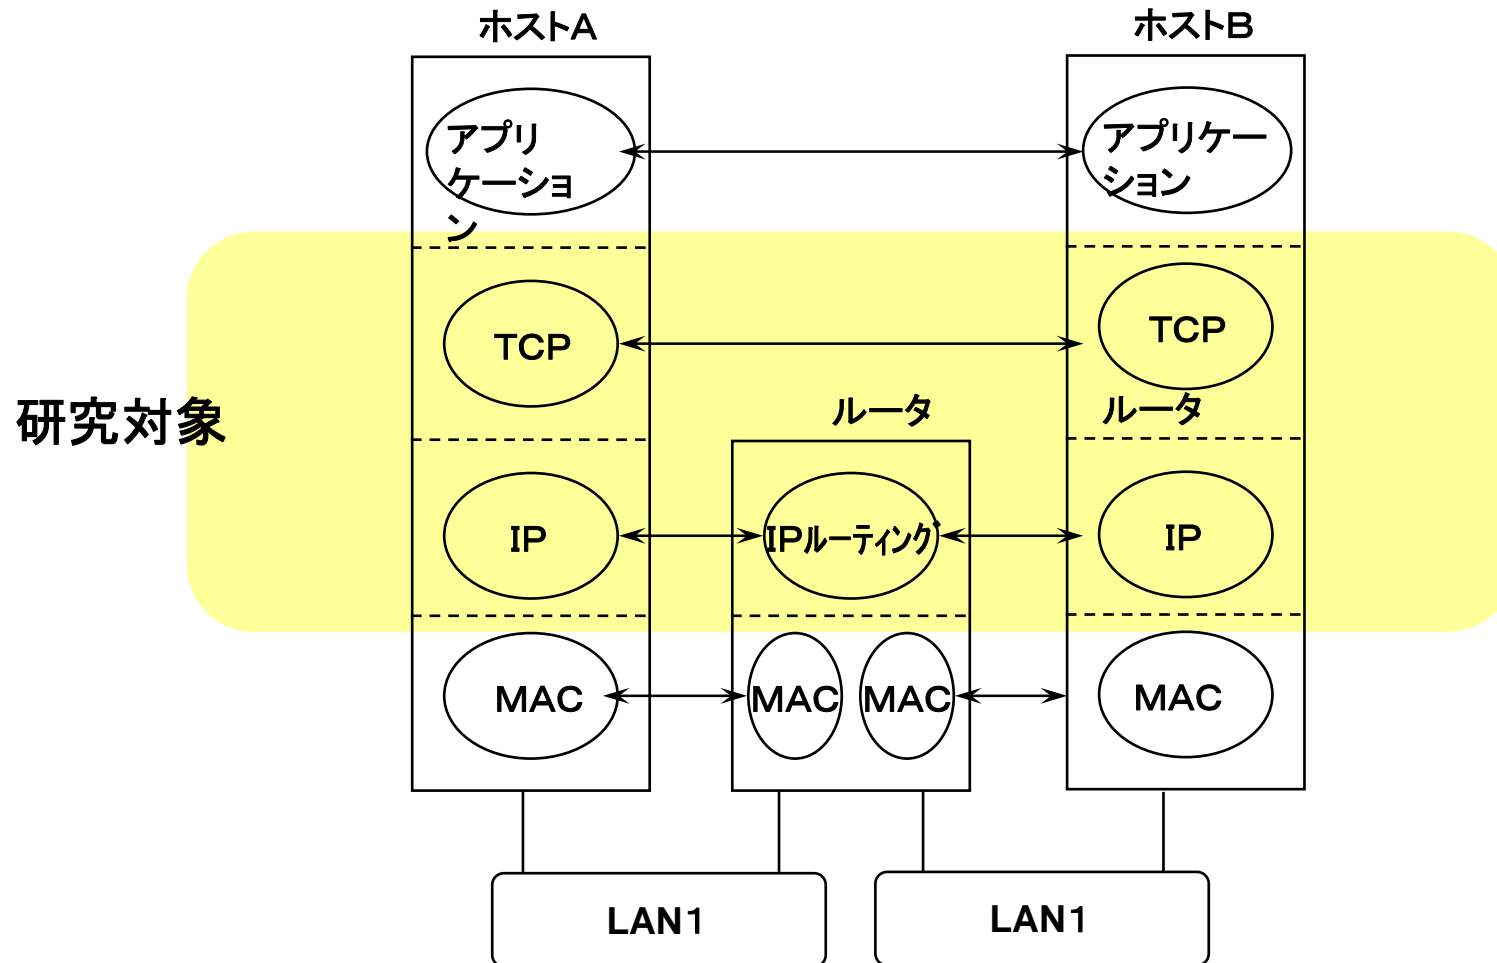 ホストA
ホストB
アプリ
ケーショ
ン
アプリケー
ション
TCP
TCP
研究対象
ルータ
ルータ
IP
IPルーティング
IP
MAC
MAC
MAC
MAC
LAN1
LAN1